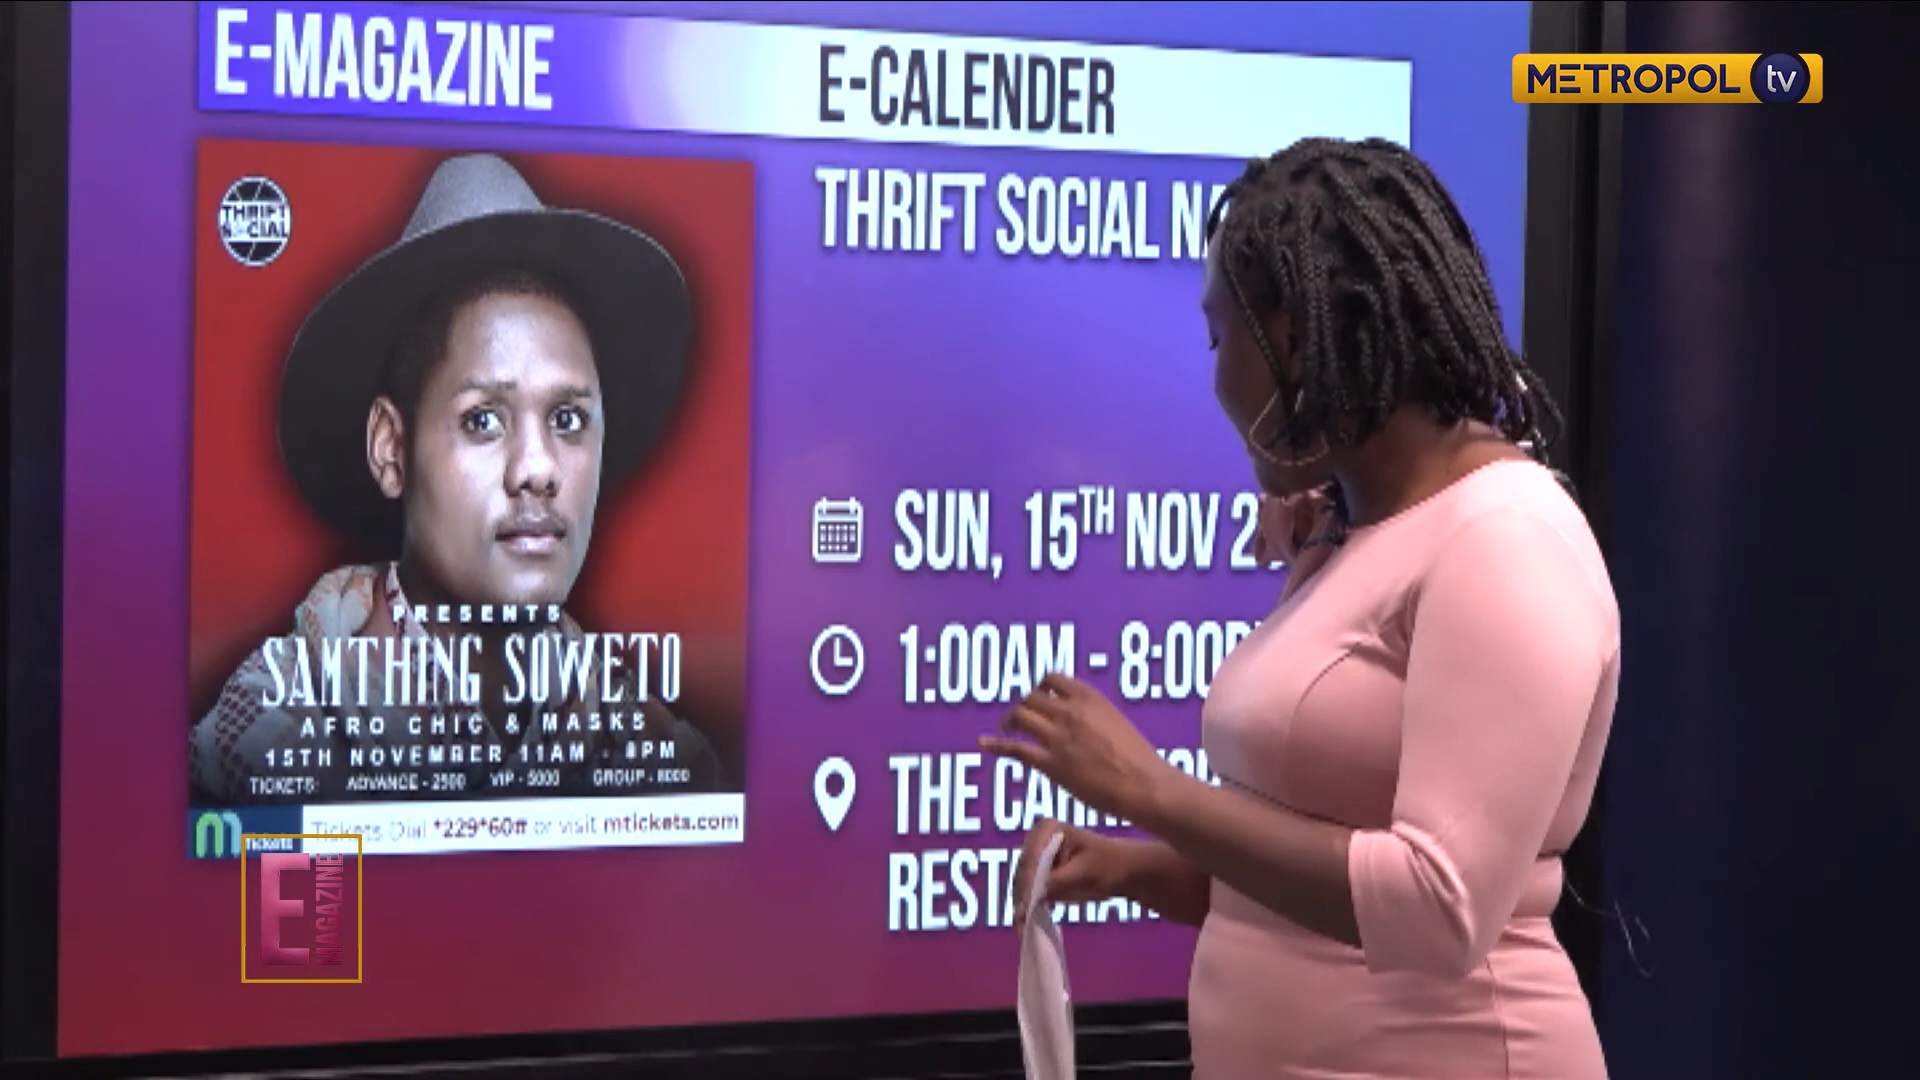 E-MAGAZINE
E-CALENDER
METROPOL tv
THRIFT SOCIAL
THRIFT
SOCIAL
SUN, 15TH NOV
1:00AM - 8:00
THE
PRESENTS
SAMTHING SOWETO
AFRO CHIC & MASKS
15TH NOVEMBER 11AM - 8PM
TICKETS: ADVANCE - 2500 VIP - 5000 GROUP - 8000
m Tickets
Tickets Dial *229*60# or visit mtickets.com
E MAGAZINE